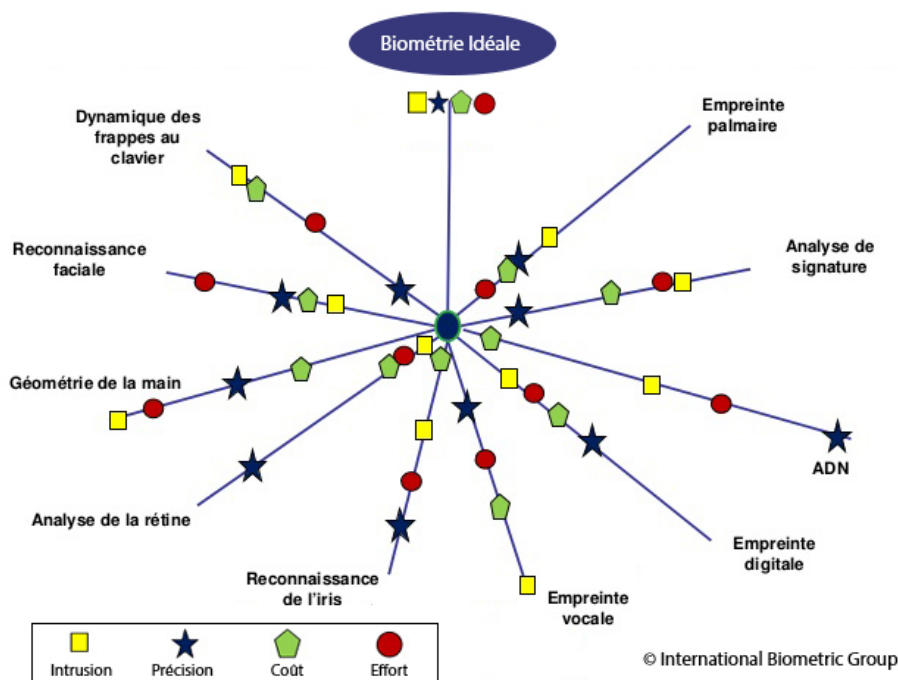 Biométrie Idéale
Dynamique des
frappes au
clavier
Empreinte
palmaire
Reconnaissance
faciale
Analyse de
signature
Géométrie de la main
ADN
Analyse de la rétine
Empreinte
digitale
Reconnaissance
de l'iris
Empreinte
vocale
Intrusion
Précision
Coût
Effort
© International Biometric Group